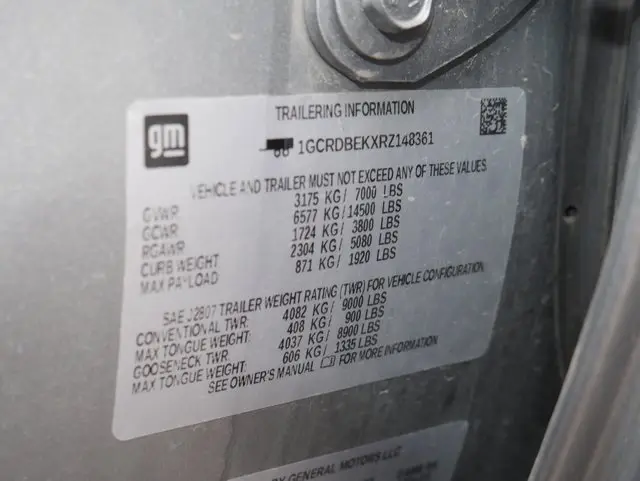 gm
TRAILERING INFORMATION
1GCRDBEKXRZ148361
VEHICLE AND TRAILER MUST NOT EXCEED ANY OF THESE VALUES
GVWR 3175 KG / 7000 LBS
GCWR 6577 KG / 14500 LBS
RGAWR 1724 KG / 3800 LBS
CURB WEIGHT 2304 KG / 5080 LBS
MAX PAYLOAD 871 KG / 1920 LBS
SAE J2807 TRAILER WEIGHT RATING (TWR) FOR VEHICLE CONFIGURATION
CONVENTIONAL TWR: 4082 KG / 9000 LBS
MAX TONGUE WEIGHT: 408 KG / 900 LBS
GOOSENECK TWR: 4037 KG / 8900 LBS
MAX TONGUE WEIGHT: 606 KG / 1335 LBS
SEE OWNER'S MANUAL FOR MORE INFORMATION
BY GENERAL MOTORS LLC